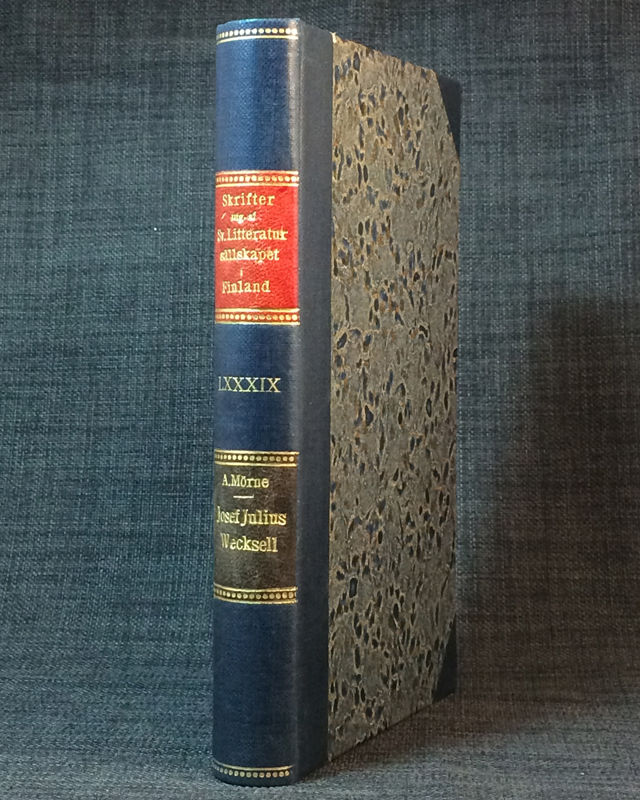 Skrifter
utg. af
Sv. Litteratur
sällskapet
i
Finland
LXXXIX
A. Mörne
Josef Julius
Wecksell